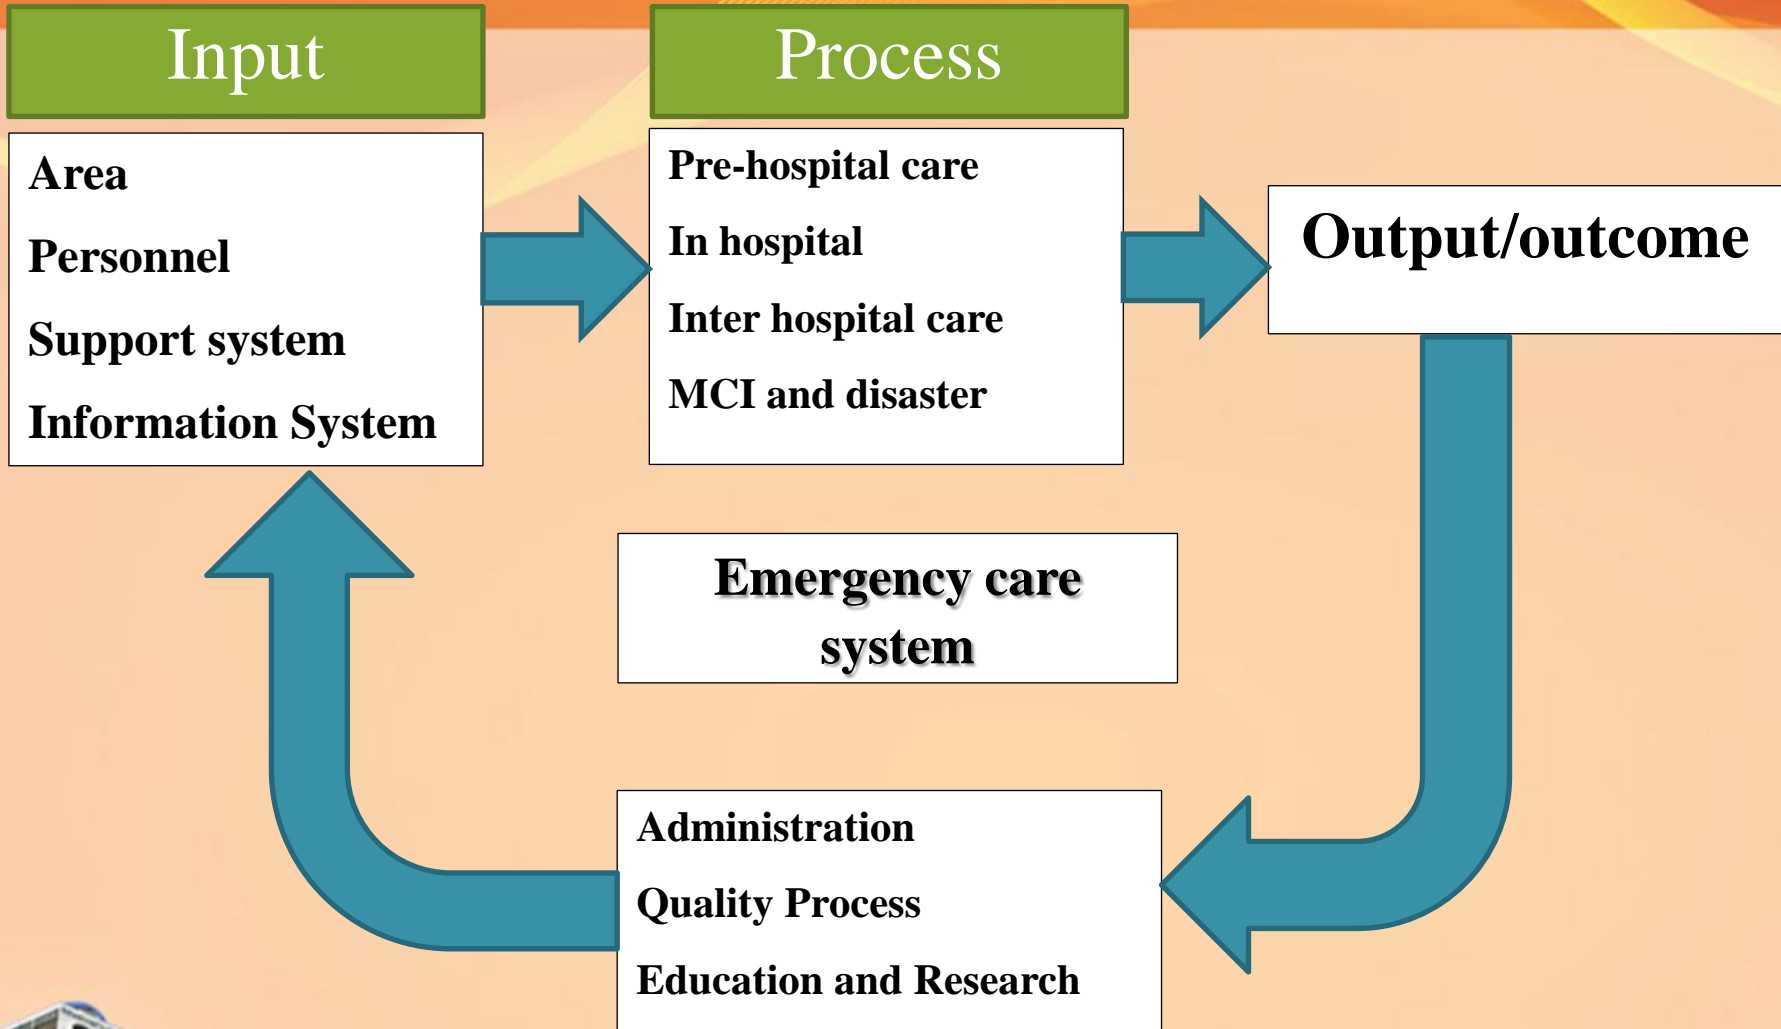 Input
Area
Personnel
Support system
Information System
Process
Pre-hospital care
In hospital
Inter hospital care
MCI and disaster
Output/outcome
Emergency care
system
Administration
Quality Process
Education and Research